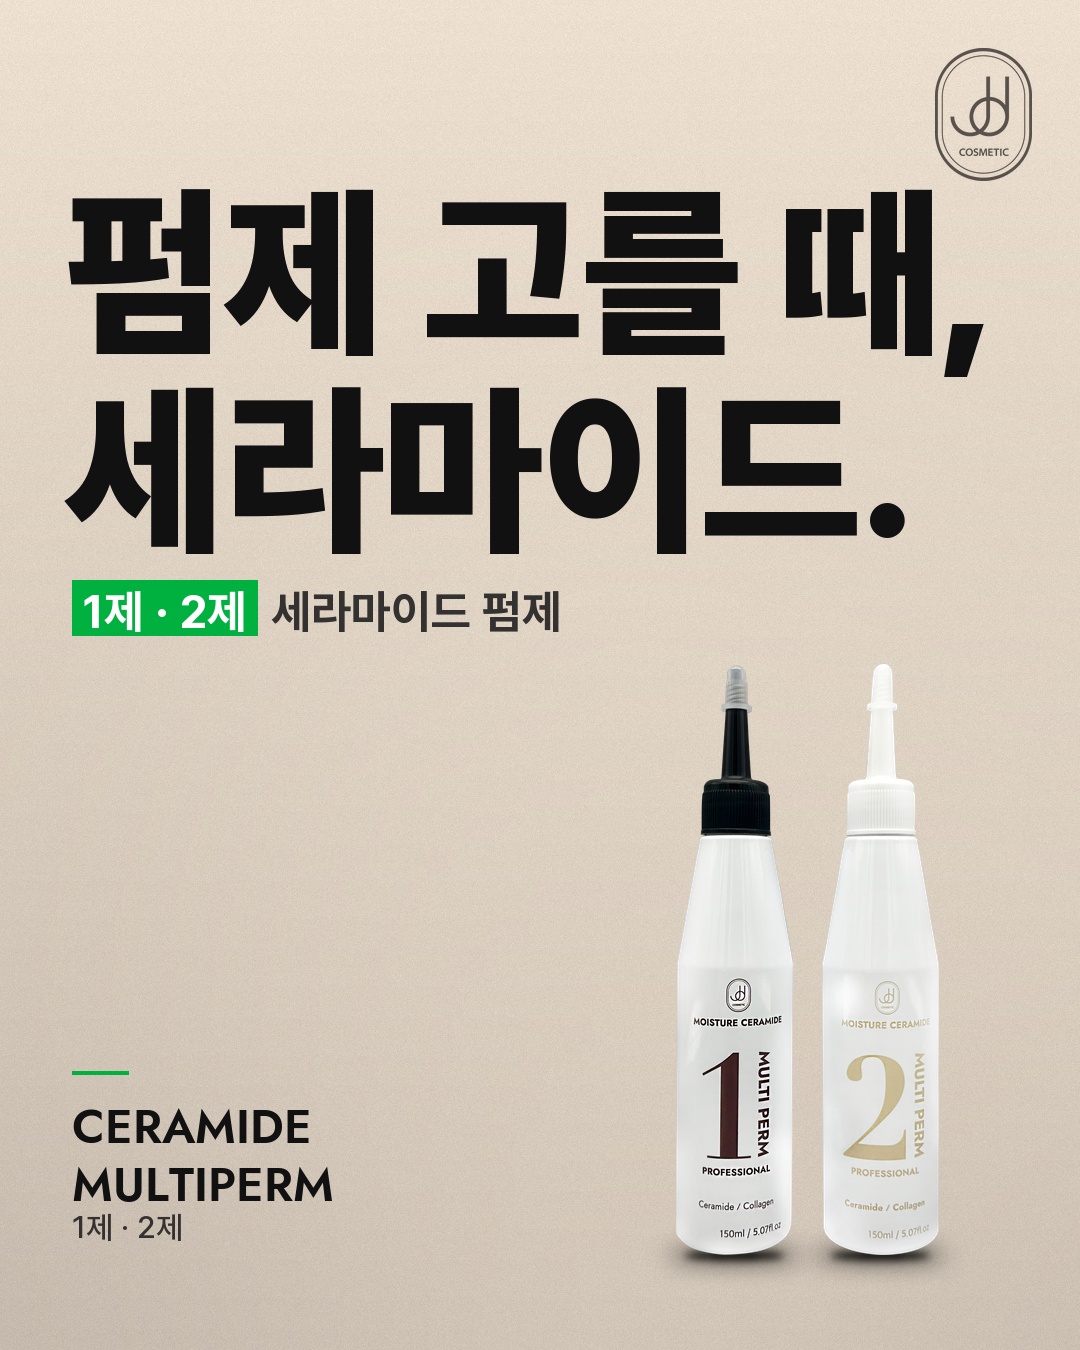 COSMETIC
펌제 고를 때,
세라마이드.
1제 · 2제 세라마이드 펌제
MOISTURE CERAMIDE
1
MULTI PERM
PROFESSIONAL
Ceramide / Collagen
150ml / 5.07fl.oz
MOISTURE CERAMIDE
2
MULTI PERM
PROFESSIONAL
Ceramide / Collagen
150ml / 5.07fl.oz
CERAMIDE
MULTIPERM
1제 · 2제